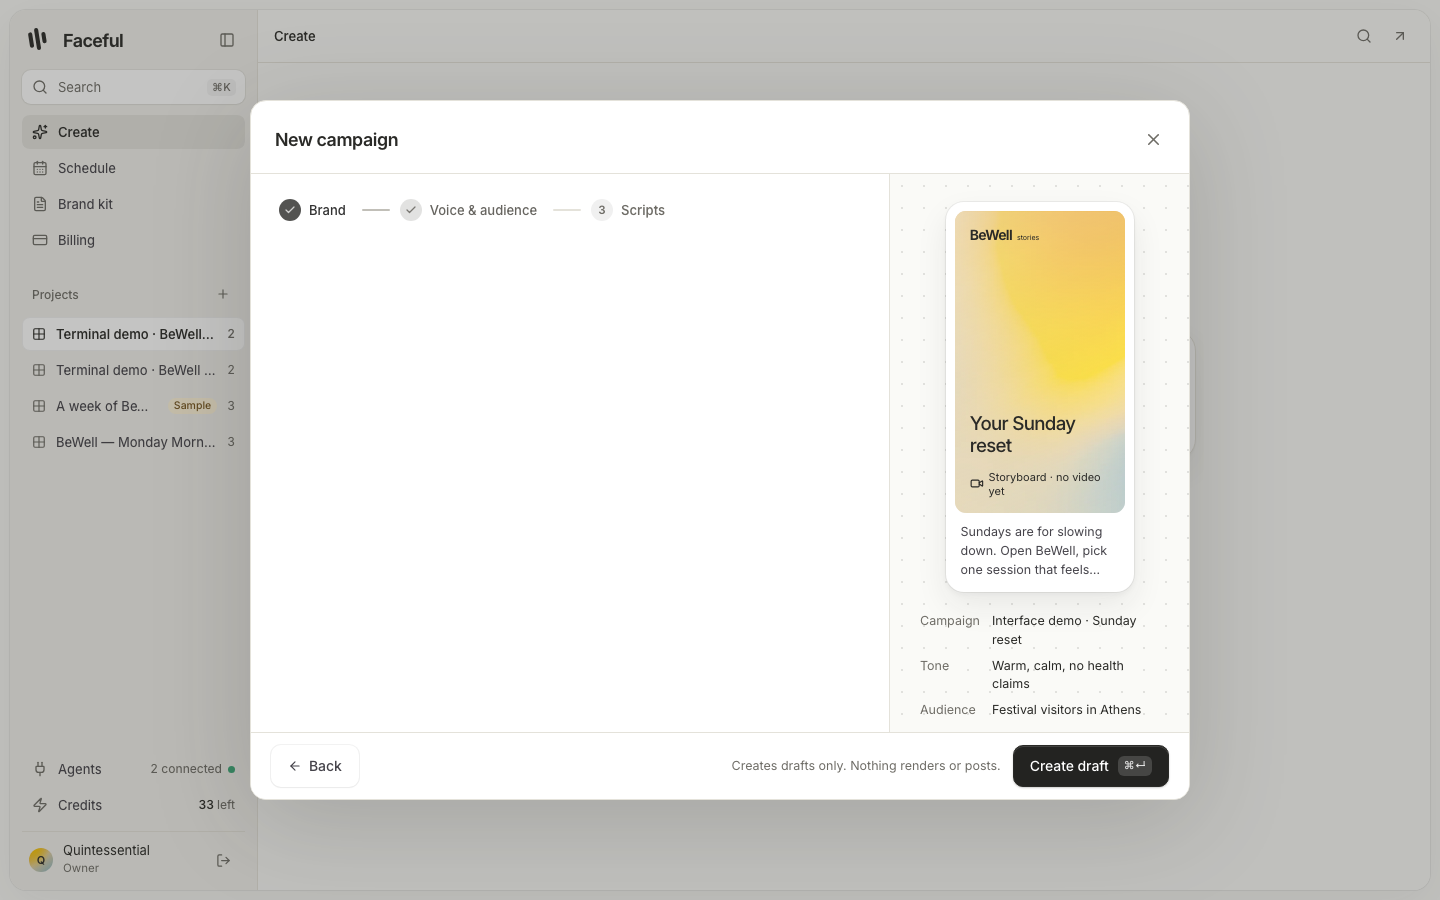 Faceful
Search ⌘K
Create
Schedule
Brand kit
Billing
Projects
Terminal demo · BeWell... 2
Terminal demo · BeWell ... 2
A week of Be... Sample 3
BeWell — Monday Morn... 3
Agents 2 connected
Credits 33 left
Q
Quintessential
Owner
Create
New campaign
Brand
Voice & audience
3 Scripts
BeWell stories
Your Sunday
reset
Storyboard · no video
yet
Sundays are for slowing
down. Open BeWell, pick
one session that feels...
Campaign Interface demo · Sunday
reset
Tone Warm, calm, no health
claims
Audience Festival visitors in Athens
Back
Creates drafts only. Nothing renders or posts.
Create draft ⌘↵